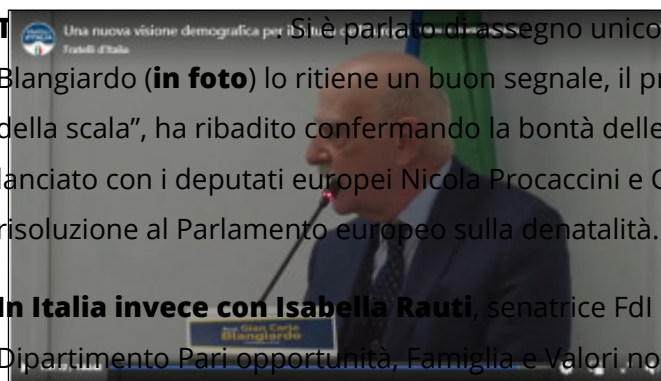 T
Una nuova visione demografica per il
. Si è parlato di assegno unico
Fratelli d'Italia
Blangiardo (in foto) lo ritiene un buon segnale, il pr
della scala”, ha ribadito confermando la bontà delle
lanciato con i deputati europei Nicola Procaccini e C
risoluzione al Parlamento europeo sulla denatalità.
In Italia invece con Isabella Rauti, senatrice FdI
Prof. Gian Carlo
Blangiardo
Dipartimento Pari opportunità, Famiglia e Valori no